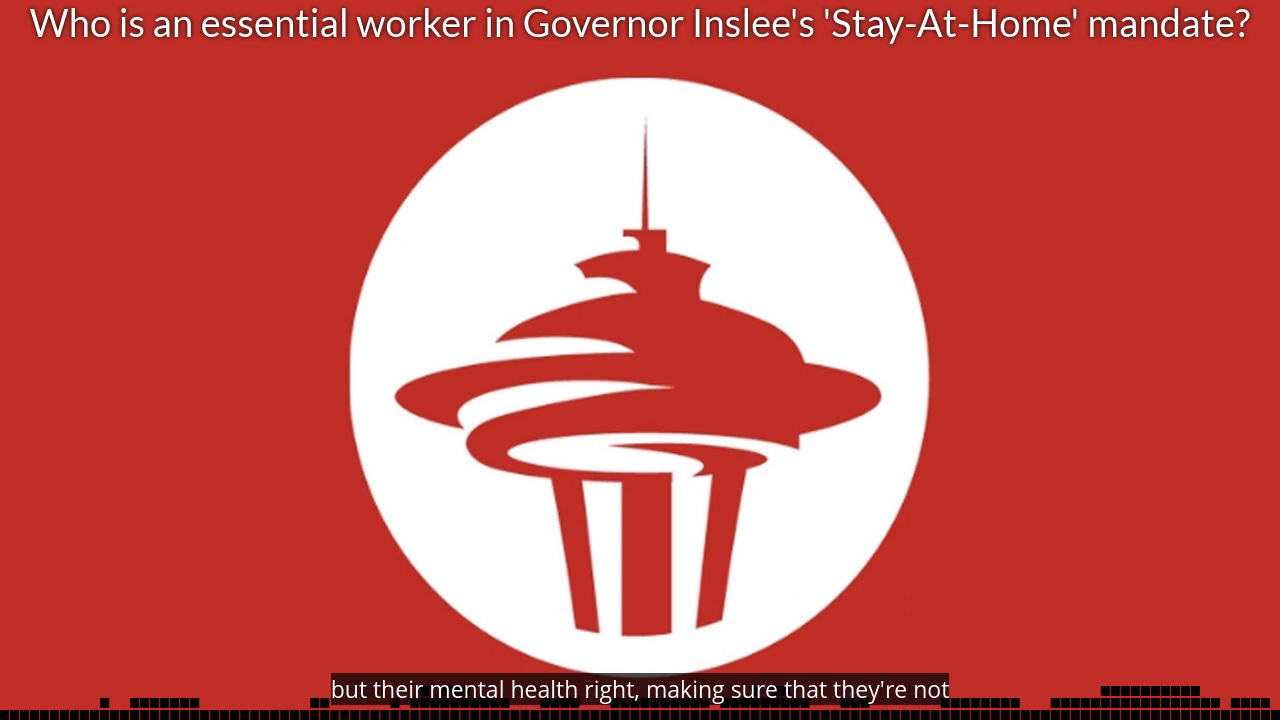 Who is an essential worker in Governor Inslee's 'Stay-At-Home' mandate?
but their mental health right, making sure that they're not